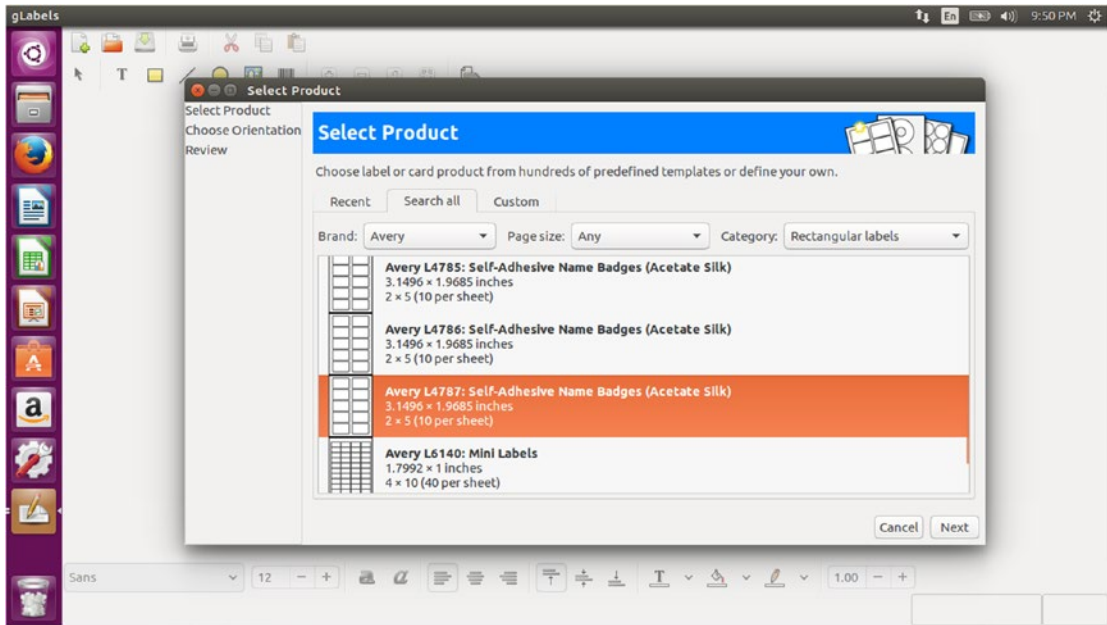 gLabels
En
9:50 PM
T
Select Product
Select Product
Choose Orientation
Review
Select Product
Choose label or card product from hundreds of predefined templates or define your own.
Recent Search all Custom
Brand: Avery Page size: Any Category: Rectangular labels
Avery L4785: Self-Adhesive Name Badges (Acetate Silk)
3.1496 × 1.9685 inches
2 × 5 (10 per sheet)
Avery L4786: Self-Adhesive Name Badges (Acetate Silk)
3.1496 × 1.9685 inches
2 × 5 (10 per sheet)
Avery L4787: Self-Adhesive Name Badges (Acetate Silk)
3.1496 × 1.9685 inches
2 × 5 (10 per sheet)
Avery L6140: Mini Labels
1.7992 × 1 inches
4 × 10 (40 per sheet)
Cancel Next
Sans 12 − + a a T 1.00 − +
A
a